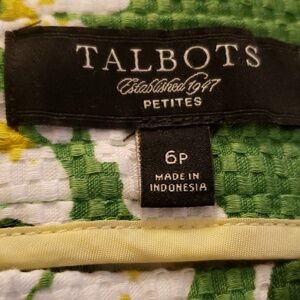 TALBOTS
Established 1947
PETITES
6P
MADE IN
INDONESIA